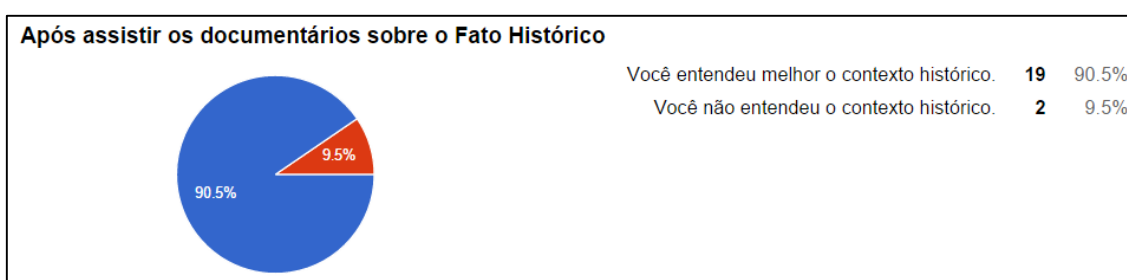 Após assistir os documentários sobre o Fato Histórico
Você entendeu melhor o contexto histórico. 19 90.5%
Você não entendeu o contexto histórico. 2 9.5%
9.5%
90.5%